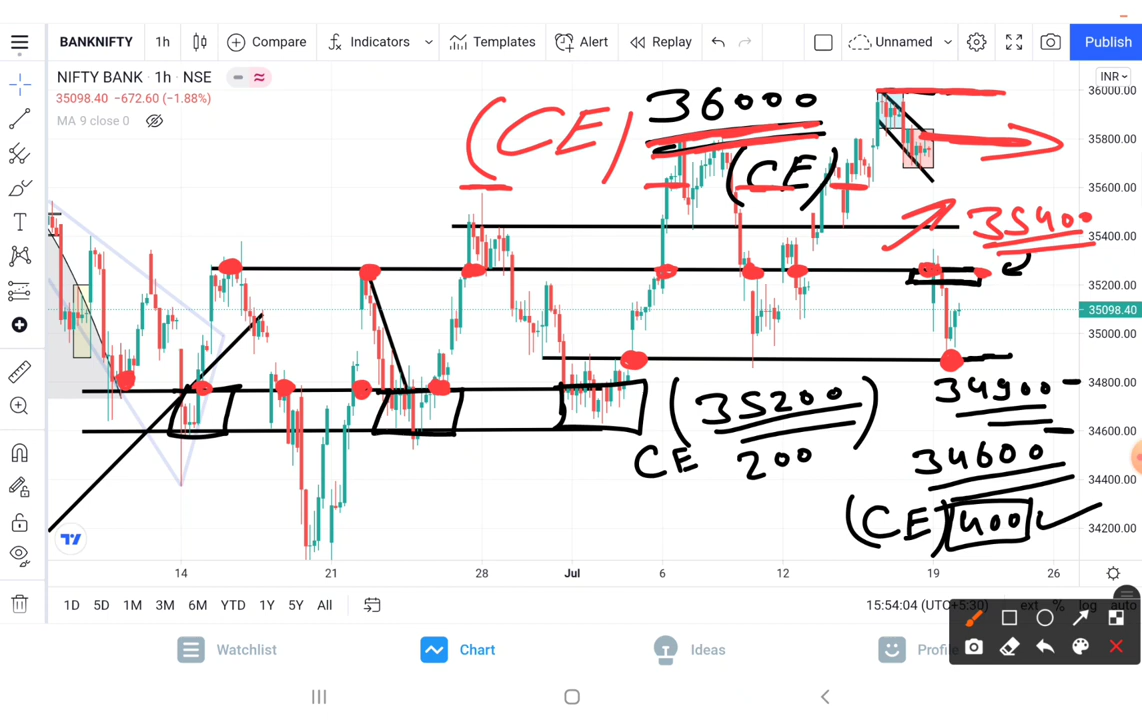 BANKNIFTY 1h Compare Indicators Templates Alert Replay Unnamed Publish
NIFTY BANK · 1h · NSE
35098.40 -672.60 (-1.88%)
MA 9 close 0
INR
36000.00
35800.00
35600.00
35400.00
35200.00
35098.40
35000.00
34800.00
34600.00
34400.00
34200.00
(CE)
36000
(CE)
35400
(35200)
CE 200
34900
34600
(CE) 400
14 21 28 Jul 6 12 19 26
1D 5D 1M 3M 6M YTD 1Y 5Y All
15:54:04 (UTC+5:30) ext % log auto
Watchlist Chart Ideas